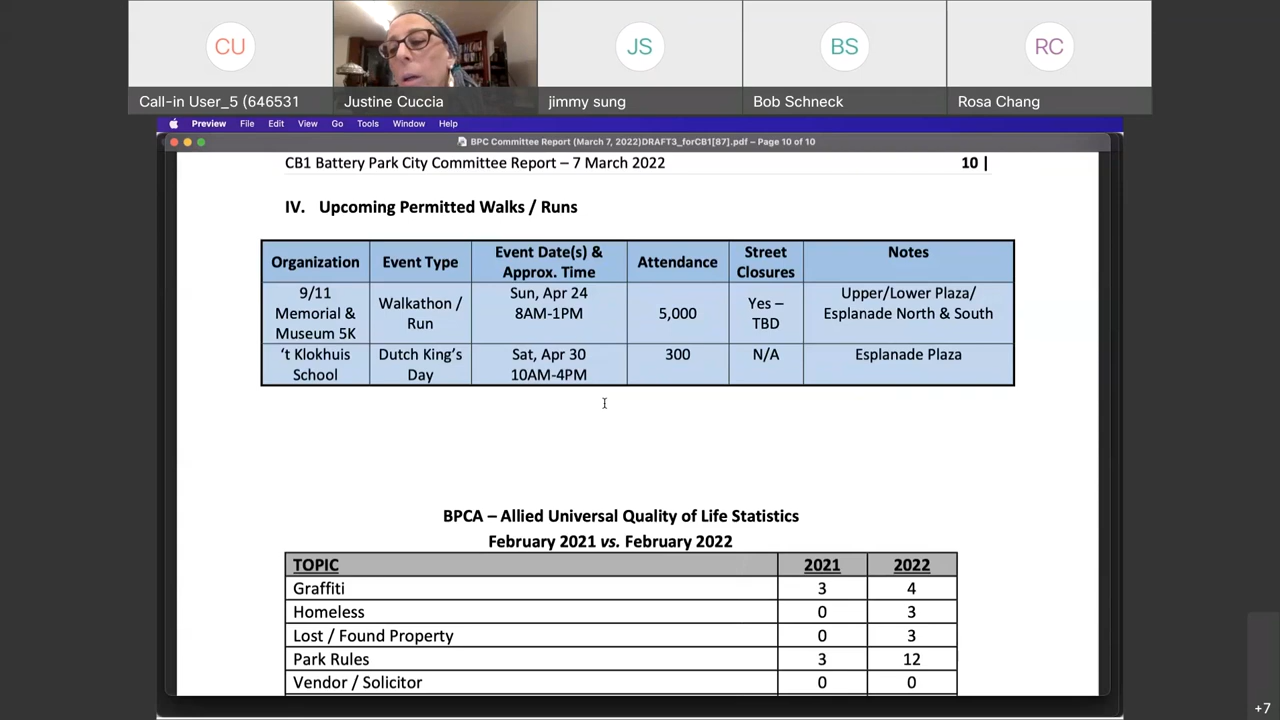 CU
JS
BS
RC
Call-in User_5 (646531
Justine Cuccia
jimmy sung
Bob Schneck
Rosa Chang
Preview File Edit View Go Tools Window Help
BPC Committee Report (March 7, 2022)DRAFT3_forCB1[87].pdf – Page 10 of 10
CB1 Battery Park City Committee Report – 7 March 2022 10 |
IV. Upcoming Permitted Walks / Runs
Organization Event Type Event Date(s) & Approx. Time Attendance Street Closures Notes
9/11 Memorial & Museum 5K Walkathon / Run Sun, Apr 24 8AM-1PM 5,000 Yes – TBD Upper/Lower Plaza/ Esplanade North & South
‘t Klokhuis School Dutch King’s Day Sat, Apr 30 10AM-4PM 300 N/A Esplanade Plaza
BPCA – Allied Universal Quality of Life Statistics
February 2021 vs. February 2022
TOPIC 2021 2022
Graffiti 3 4
Homeless 0 3
Lost / Found Property 0 3
Park Rules 3 12
Vendor / Solicitor 0 0
+7